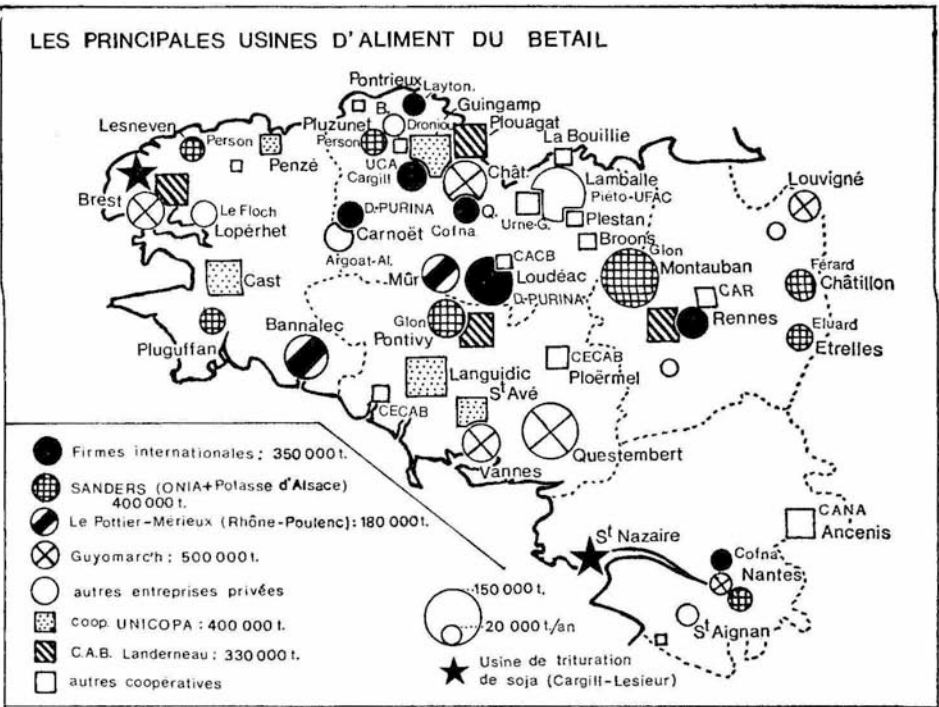 LES PRINCIPALES USINES D'ALIMENT DU BETAIL
Pontrieux
Layton.
B.
Guingamp
Lesneven
Person
Pluzunet
Person
Dronio
Plouagat
La Bouillie
Penzé
UCA
Cargill
Chât.
Lamballe
Piéto-UFAC
Louvigné
Brest
Le Floch
Lopérhet
D.-PURINA
Carnoët
Q.
Cofna
Urne-G.
Plestan
Broons
Argoat-Al.
CACB
Glon
Montauban
Férard
Châtillon
Cast
Mûr
Loudéac
D.-PURINA
CAR
Rennes
Pluguffan
Bannalec
Glon
Pontivy
Eluard
Etrelles
CECAB
Ploërmel
Languidic
St Avé
CECAB
Vannes
Questembert
CANA
Ancenis
St Nazaire
Cofna
Nantes
St Aignan
Firmes internationales : 350 000 t.
SANDERS (ONIA+Potasse d'Alsace)
400 000 t.
Le Pottier-Mérieux (Rhône-Poulenc) : 180 000 t.
Guyomarc'h : 500 000 t.
autres entreprises privées
coop. UNICOPA : 400 000 t.
C.A.B. Landerneau : 330 000 t.
autres coopératives
150 000 t.
20 000 t./an
Usine de trituration
de soja (Cargill-Lesieur)